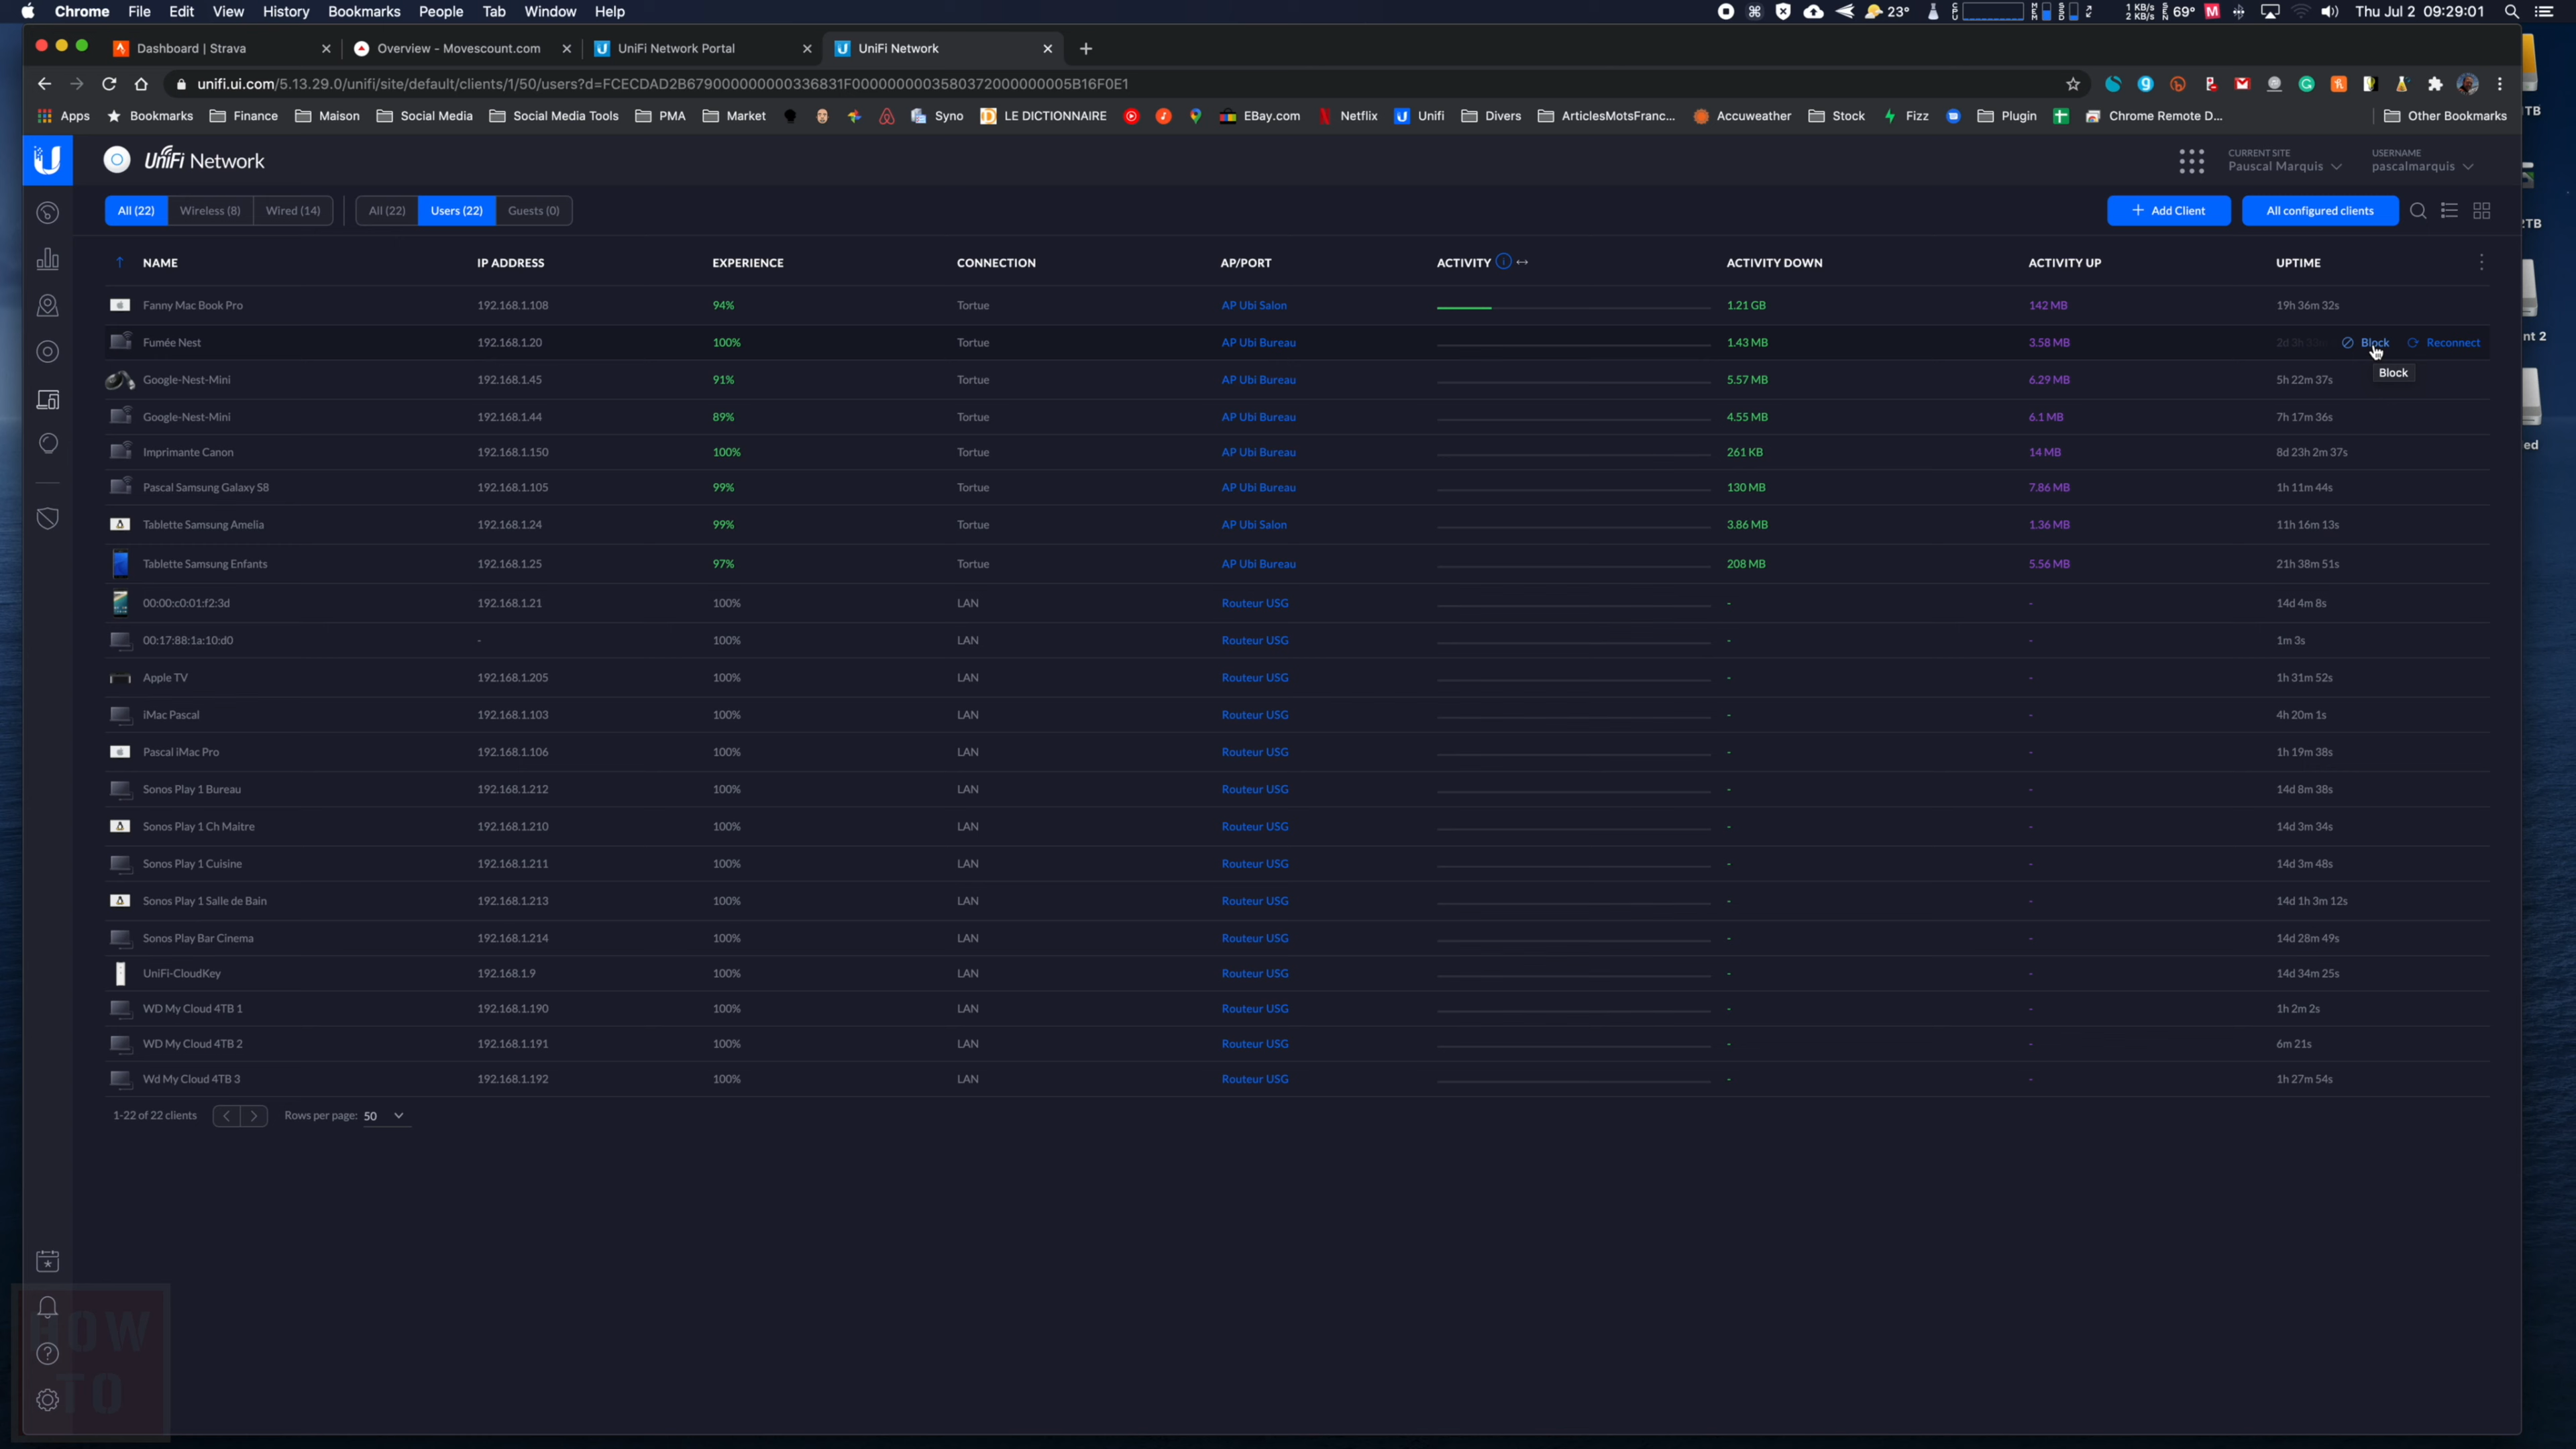 Chrome File Edit View History Bookmarks People Tab Window Help 23° 1 KB/s 2 KB/s 69° Thu Jul 2 09:29:01
Dashboard | Strava Overview - Movescount.com UniFi Network Portal UniFi Network
unifi.ui.com/5.13.29.0/unifi/site/default/clients/1/50/users?d=FCECDAD2B6790000000000336831F0000000000358037200000000005B16F0E1
Apps Bookmarks Finance Maison Social Media Social Media Tools PMA Market Syno LE DICTIONNAIRE EBay.com Netflix Unifi Divers ArticlesMotsFranc... Accuweather Stock Fizz Plugin Chrome Remote D... Other Bookmarks
UniFi Network CURRENT SITE Pauscal Marquis USERNAME pascalmarquis
All (22) Wireless (8) Wired (14) All (22) Users (22) Guests (0) + Add Client All configured clients
NAME IP ADDRESS EXPERIENCE CONNECTION AP/PORT ACTIVITY ACTIVITY DOWN ACTIVITY UP UPTIME
Fanny Mac Book Pro 192.168.1.108 94% Tortue AP Ubi Salon 1.21 GB 142 MB 19h 36m 32s
Fumée Nest 192.168.1.20 100% Tortue AP Ubi Bureau 1.43 MB 3.58 MB 2d 3h Block Reconnect
Block
Google-Nest-Mini 192.168.1.45 91% Tortue AP Ubi Bureau 5.57 MB 6.29 MB 5h 22m 37s
Google-Nest-Mini 192.168.1.44 89% Tortue AP Ubi Bureau 4.55 MB 6.1 MB 7h 17m 36s
Imprimante Canon 192.168.1.150 100% Tortue AP Ubi Bureau 261 KB 14 MB 8d 23h 2m 37s
Pascal Samsung Galaxy S8 192.168.1.105 99% Tortue AP Ubi Bureau 130 MB 7.86 MB 1h 11m 44s
Tablette Samsung Amelia 192.168.1.24 99% Tortue AP Ubi Salon 3.86 MB 1.36 MB 11h 16m 13s
Tablette Samsung Enfants 192.168.1.25 97% Tortue AP Ubi Bureau 208 MB 5.56 MB 21h 38m 51s
00:00:c0:01:f2:3d 192.168.1.21 100% LAN Routeur USG - - 14d 4m 8s
00:17:88:1a:10:d0 - 100% LAN Routeur USG - - 1m 3s
Apple TV 192.168.1.205 100% LAN Routeur USG - - 1h 31m 52s
iMac Pascal 192.168.1.103 100% LAN Routeur USG - - 4h 20m 1s
Pascal iMac Pro 192.168.1.106 100% LAN Routeur USG - - 1h 19m 38s
Sonos Play 1 Bureau 192.168.1.212 100% LAN Routeur USG - - 14d 8m 38s
Sonos Play 1 Ch Maitre 192.168.1.210 100% LAN Routeur USG - - 14d 3m 34s
Sonos Play 1 Cuisine 192.168.1.211 100% LAN Routeur USG - - 14d 3m 48s
Sonos Play 1 Salle de Bain 192.168.1.213 100% LAN Routeur USG - - 14d 1h 3m 12s
Sonos Play Bar Cinema 192.168.1.214 100% LAN Routeur USG - - 14d 28m 49s
UniFi-CloudKey 192.168.1.9 100% LAN Routeur USG - - 14d 34m 25s
WD My Cloud 4TB 1 192.168.1.190 100% LAN Routeur USG - - 1h 2m 2s
WD My Cloud 4TB 2 192.168.1.191 100% LAN Routeur USG - - 6m 21s
Wd My Cloud 4TB 3 192.168.1.192 100% LAN Routeur USG - - 1h 27m 54s
1-22 of 22 clients Rows per page: 50
HOW
TO